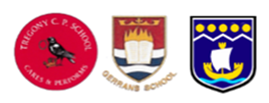 TREGONY C. P. SCHOOL
CARES & PERFORMS
GERRANS SCHOOL